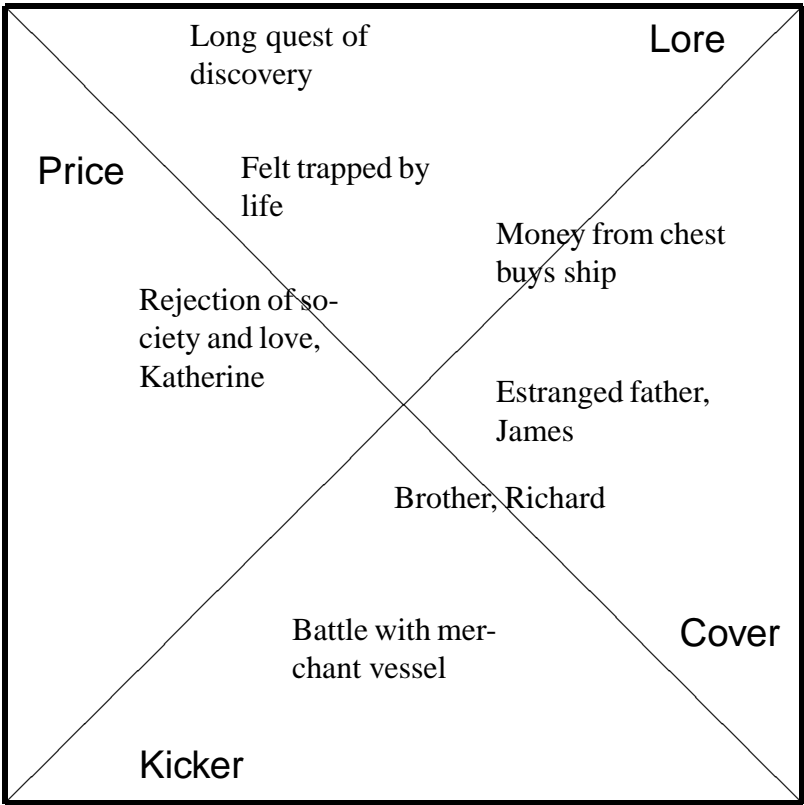 Long quest of
discovery
Lore
Price
Felt trapped by
life
Money from chest
buys ship
Rejection of so-
ciety and love,
Katherine
Estranged father,
James
Brother, Richard
Battle with mer-
chant vessel
Cover
Kicker